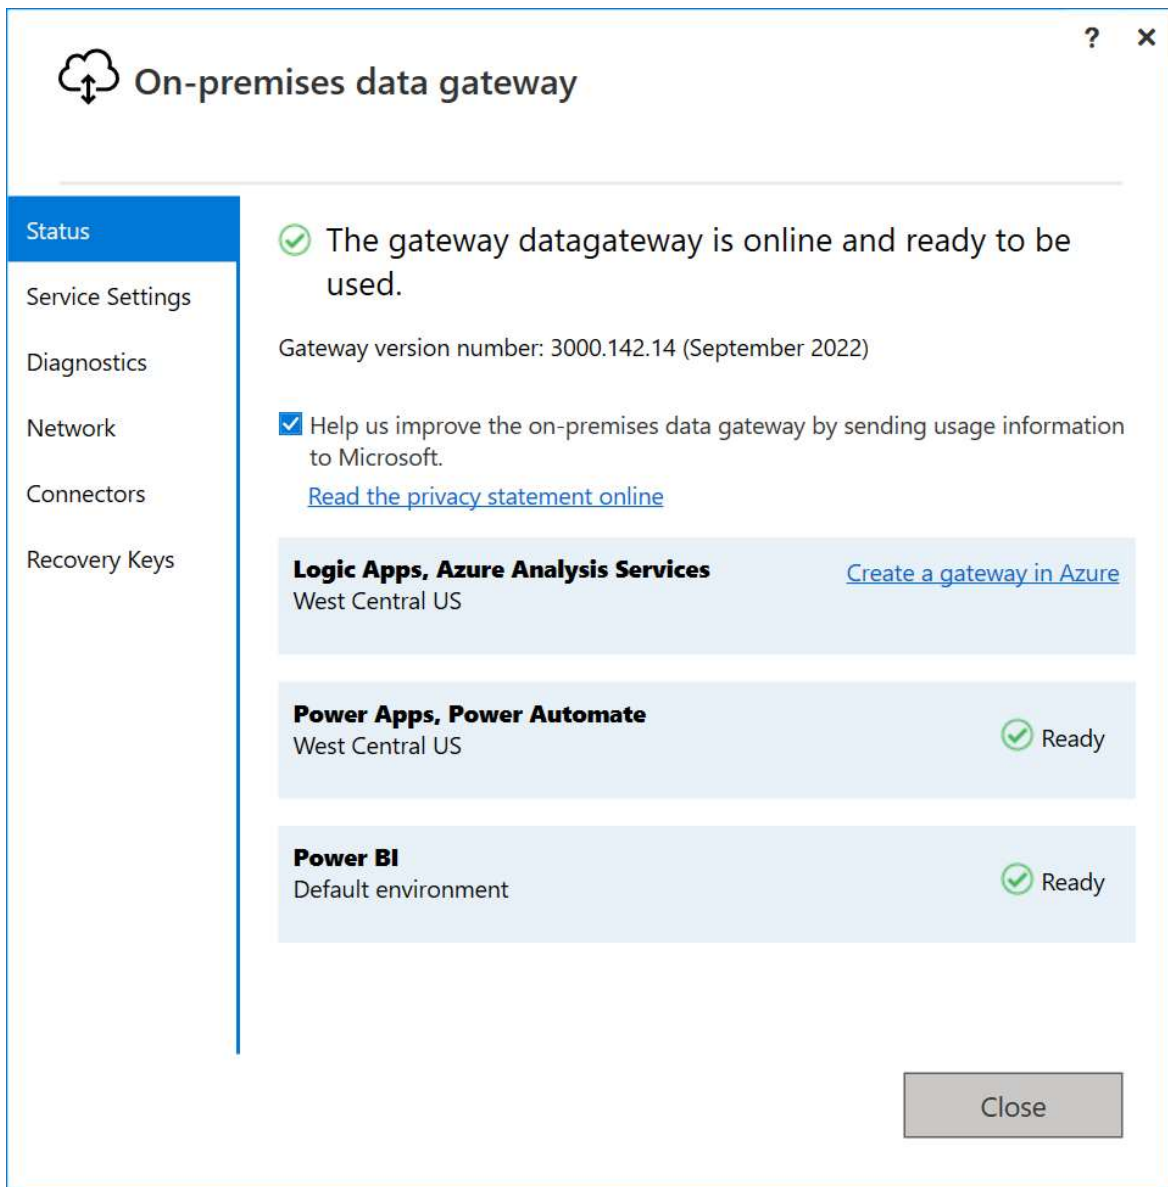 ?
On-premises data gateway
Status
Service Settings
Diagnostics
Network
Connectors
Recovery Keys
The gateway datagateway is online and ready to be
used.
Gateway version number: 3000.142.14 (September 2022)
Help us improve the on-premises data gateway by sending usage information
to Microsoft.
Read the privacy statement online
Logic Apps, Azure Analysis Services
Create a gateway in Azure
West Central US
Power Apps, Power Automate
West Central US
Ready
Power BI
Default environment
Ready
Close